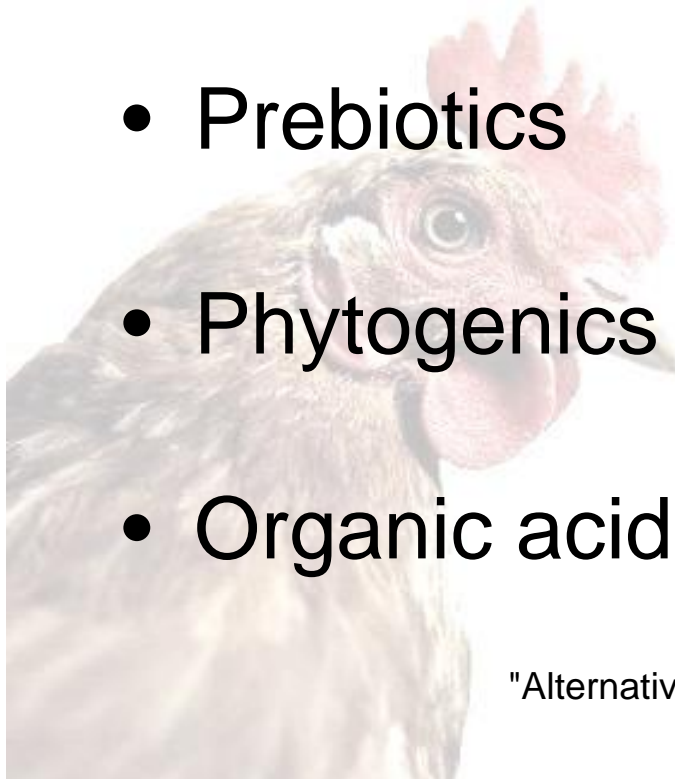 • Prebiotics
• Phytogenics
• Organic acid
"Alternativ